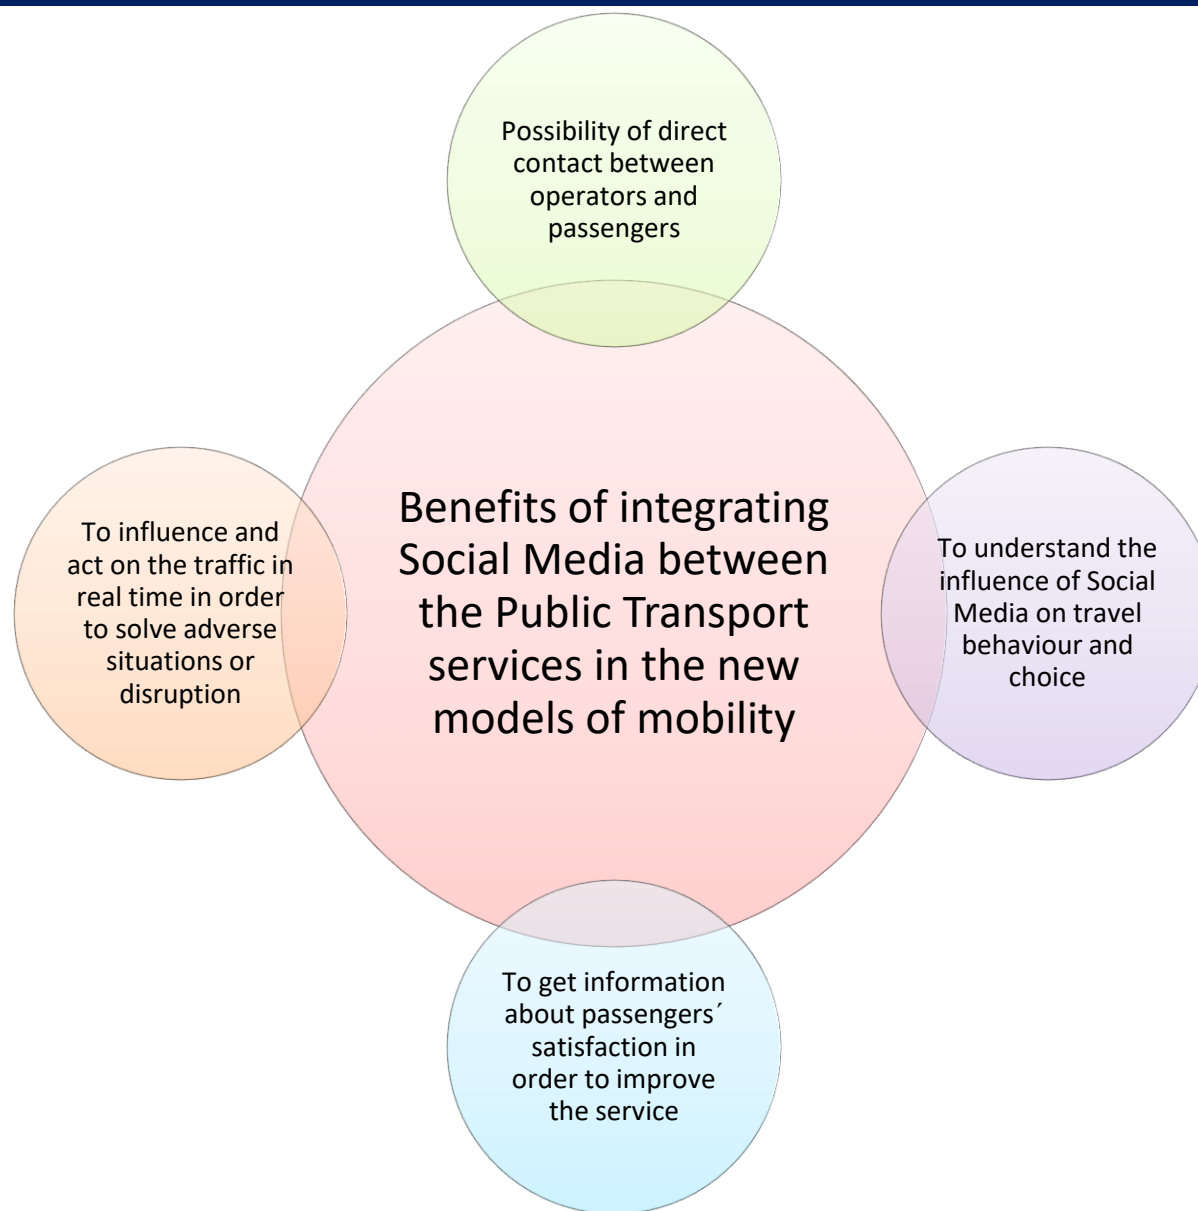 Possibility of direct
contact between
operators and
passengers
Benefits of integrating
Social Media between
the Public Transport
services in the new
models of mobility
To influence and
act on the traffic in
real time in order
to solve adverse
situations or
disruption
To understand the
influence of Social
Media on travel
behaviour and
choice
To get information
about passengers´
satisfaction in
order to improve
the service